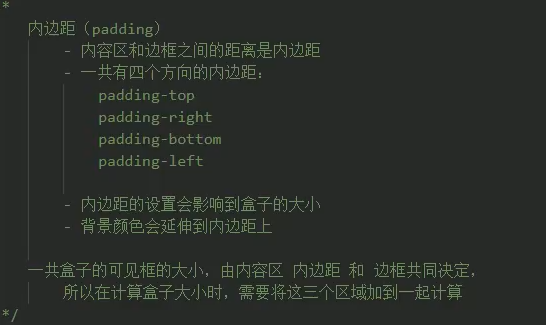 *
内边距（padding）
- 内容区和边框之间的距离是内边距
- 一共有四个方向的内边距：
padding-top
padding-right
padding-bottom
padding-left
- 内边距的设置会影响到盒子的大小
- 背景颜色会延伸到内边距上
一共盒子的可见框的大小，由内容区 内边距 和 边框共同决定，
所以在计算盒子大小时，需要将这三个区域加到一起计算
*/